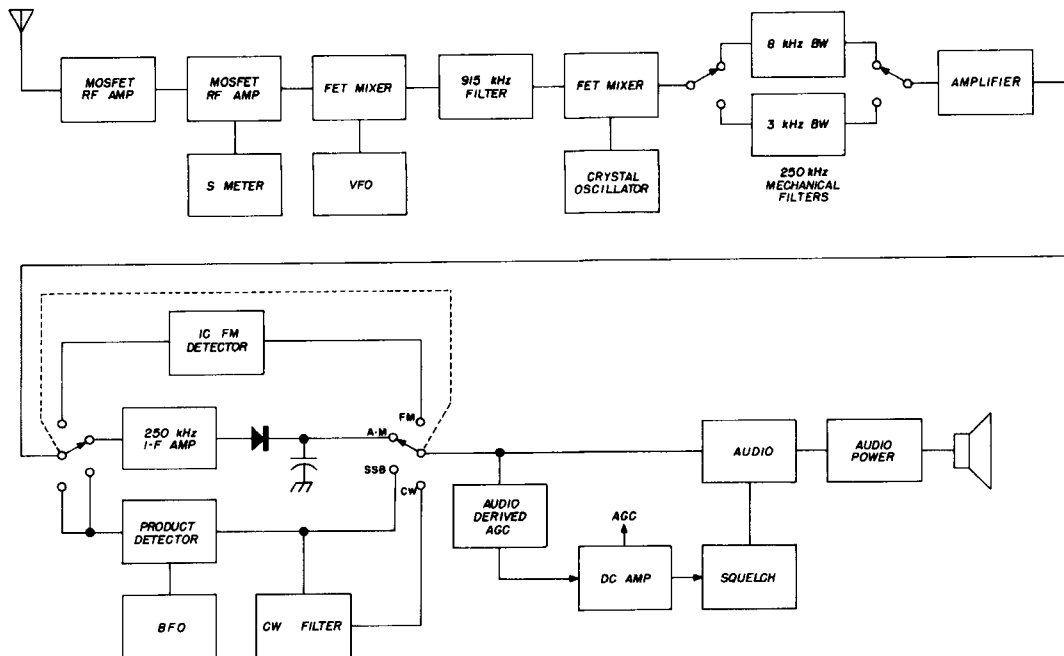 MOSFET
RF AMP
MOSFET
RF AMP
FET MIXER
915 kHz
FILTER
FET MIXER
8 kHz BW
3 kHz BW
AMPLIFIER
S METER
VFO
CRYSTAL
OSCILLATOR
250 kHz
MECHANICAL
FILTERS
IC FM
DETECTOR
250 kHz
I-F AMP
FM
A-M
SSB
CW
PRODUCT
DETECTOR
BFO
CW FILTER
AUDIO
DERIVED
AGC
AGC
DC AMP
SQUELCH
AUDIO
AUDIO
POWER